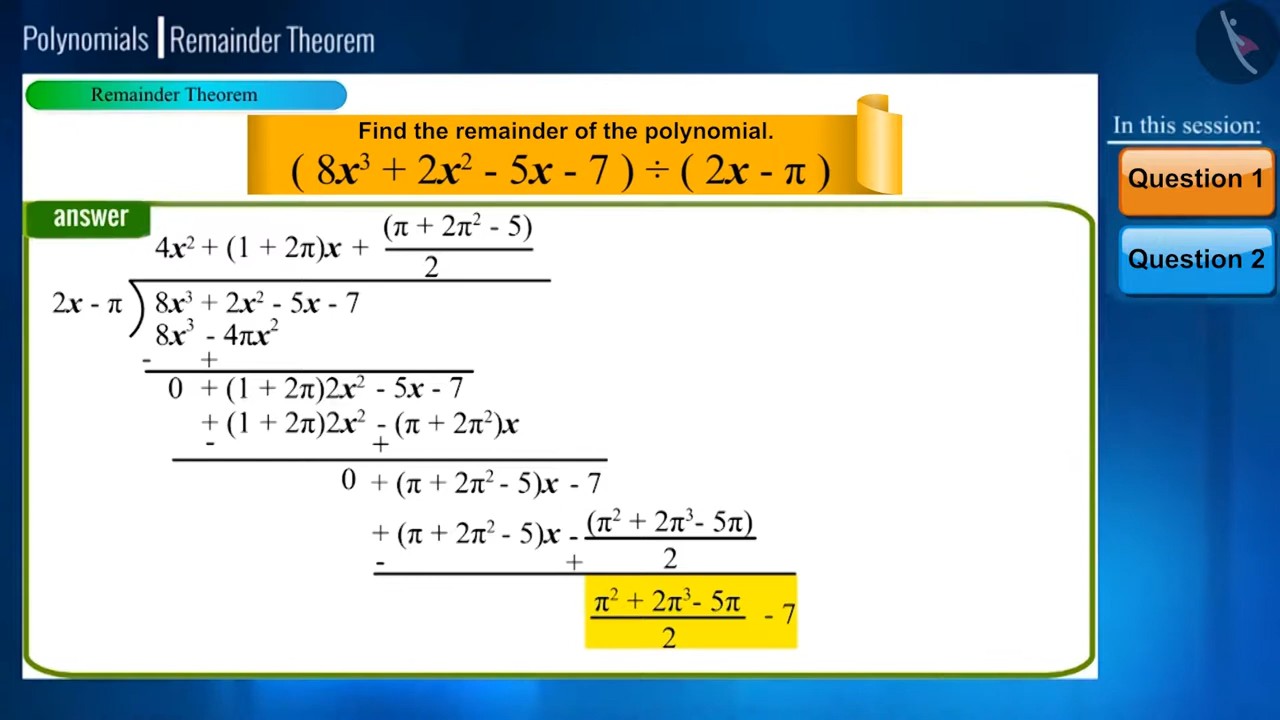 Polynomials | Remainder Theorem
Remainder Theorem
In this session:
Find the remainder of the polynomial.
( 8x³ + 2x² - 5x - 7 ) ÷ ( 2x - π )
Question 1
Question 2
answer
4x² + (1 + 2π)x + (π + 2π² - 5)/2
2x - π ) 8x³ + 2x² - 5x - 7
8x³ - 4πx²
- +
0 + (1 + 2π)2x² - 5x - 7
+ (1 + 2π)2x² - (π + 2π²)x
- +
0 + (π + 2π² - 5)x - 7
+ (π + 2π² - 5)x - (π² + 2π³- 5π)/2
- +
π² + 2π³- 5π/2 - 7